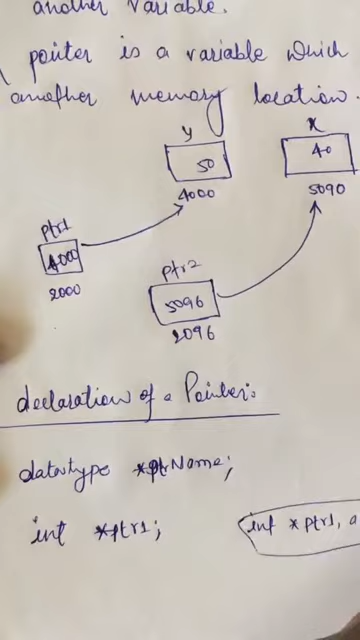 another variable.
pointer is a variable which
another memory location.
y
x
50
40
4000
5090
ptr1
4000
2000
ptr2
5096
2096
declaration of a Pointer:
datatype *ptrName;
int *ptr1;
int *ptr1, a